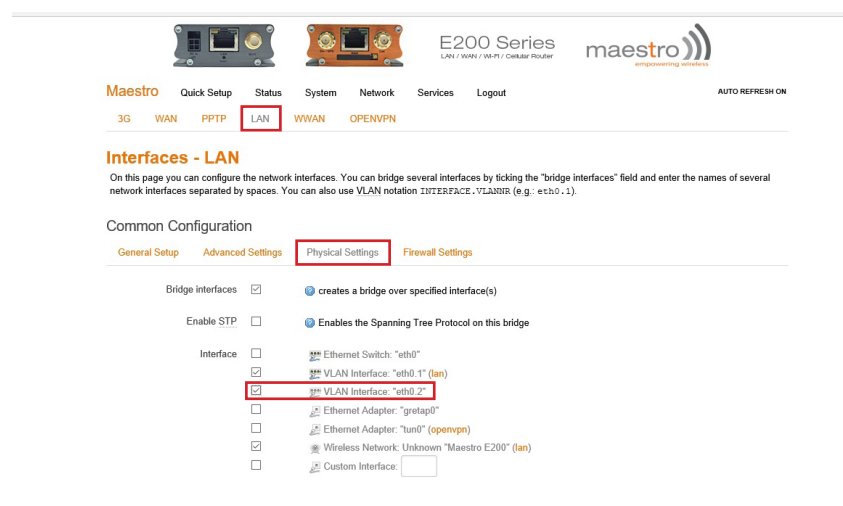 E200 Series
LAN / WAN / WI-FI / Cellular Router
maestro
empowering wireless
Maestro Quick Setup Status System Network Services Logout AUTO REFRESH ON
3G WAN PPTP LAN WWAN OPENVPN
Interfaces - LAN
On this page you can configure the network interfaces. You can bridge several interfaces by ticking the "bridge interfaces" field and enter the names of several
network interfaces separated by spaces. You can also use VLAN notation INTERFACE.VLANNR (e.g.: eth0.1).
Common Configuration
General Setup Advanced Settings Physical Settings Firewall Settings
Bridge interfaces creates a bridge over specified interface(s)
Enable STP Enables the Spanning Tree Protocol on this bridge
Interface Ethernet Switch: "eth0"
VLAN Interface: "eth0.1" (lan)
VLAN Interface: "eth0.2"
Ethernet Adapter: "gretap0"
Ethernet Adapter: "tun0" (openvpn)
Wireless Network: Unknown "Maestro E200" (lan)
Custom Interface: